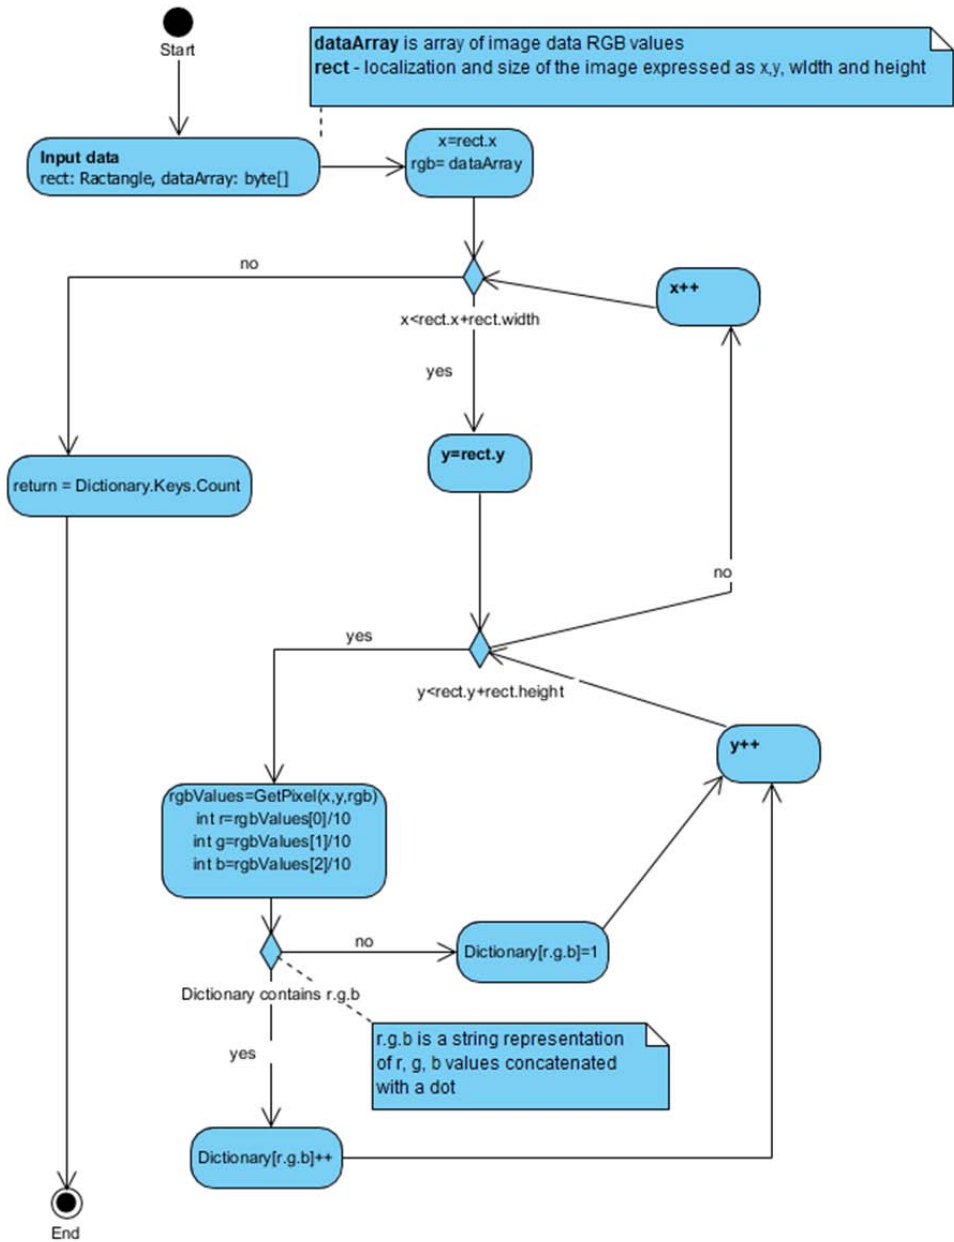 Start
dataArray is array of image data RGB values
rect - localization and size of the image expressed as x,y, width and height
Input data
rect: Ractangle, dataArray: byte[]
x=rect.x
rgb= dataArray
no
x++
x<rect.x+rect.width
yes
y=rect.y
return = Dictionary.Keys.Count
no
yes
y<rect.y+rect.height
y++
rgbValues=GetPixel(x,y,rgb)
int r=rgbValues[0]/10
int g=rgbValues[1]/10
int b=rgbValues[2]/10
no
Dictionary[r.g.b]=1
Dictionary contains r.g.b
r.g.b is a string representation
of r, g, b values concatenated
with a dot
yes
Dictionary[r.g.b]++
End